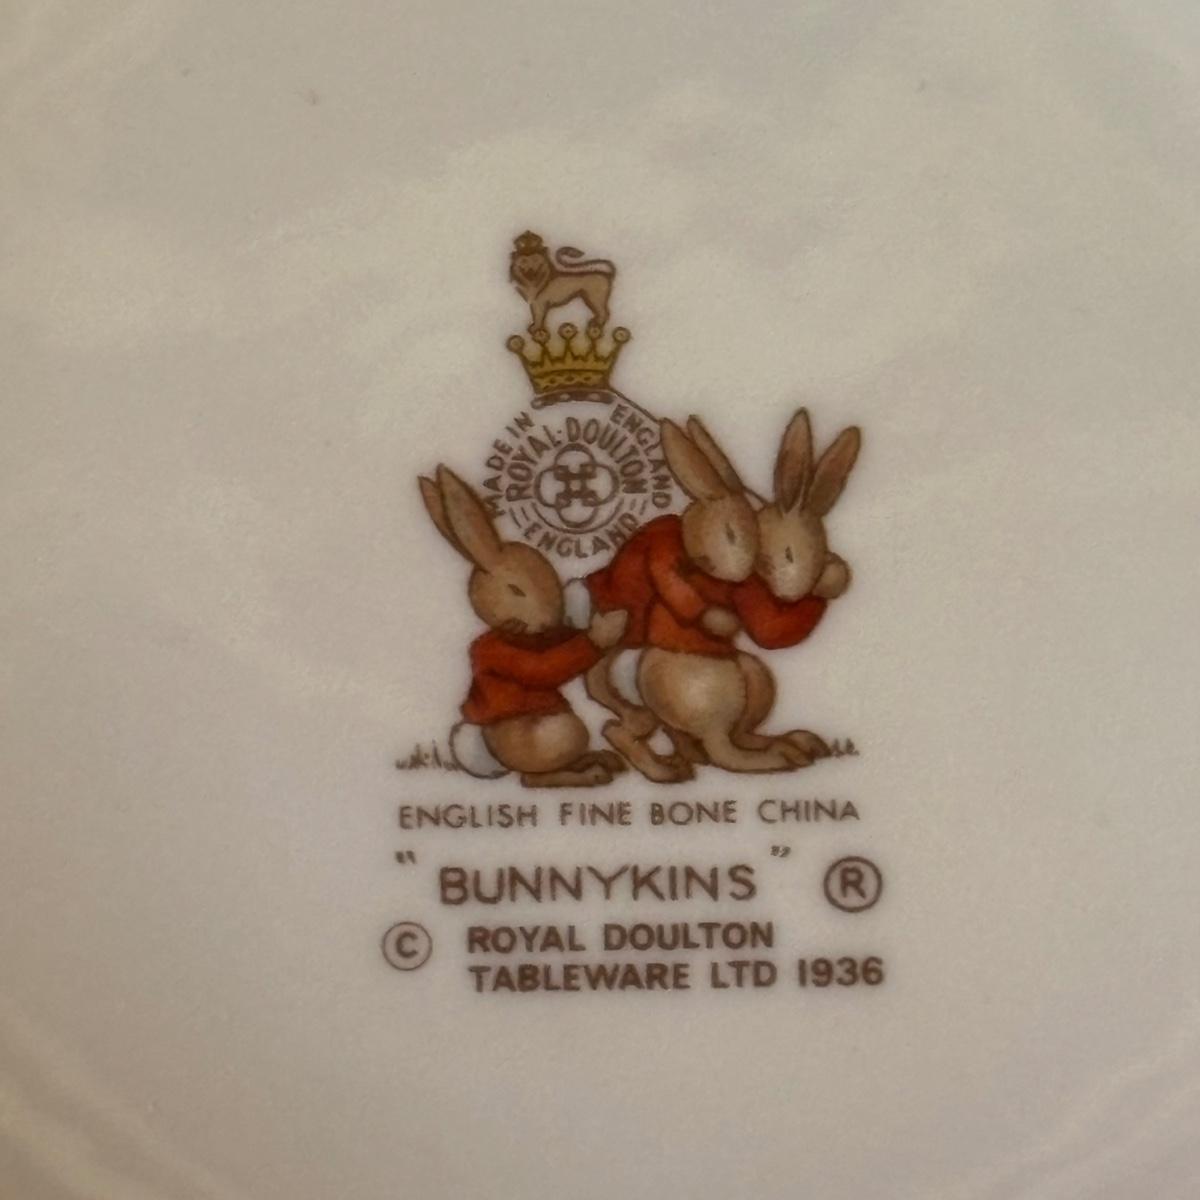 MADE IN ENGLAND
ROYAL·DOULTON
ENGLAND
ENGLISH FINE BONE CHINA
"BUNNYKINS" ®
© ROYAL DOULTON
TABLEWARE LTD 1936